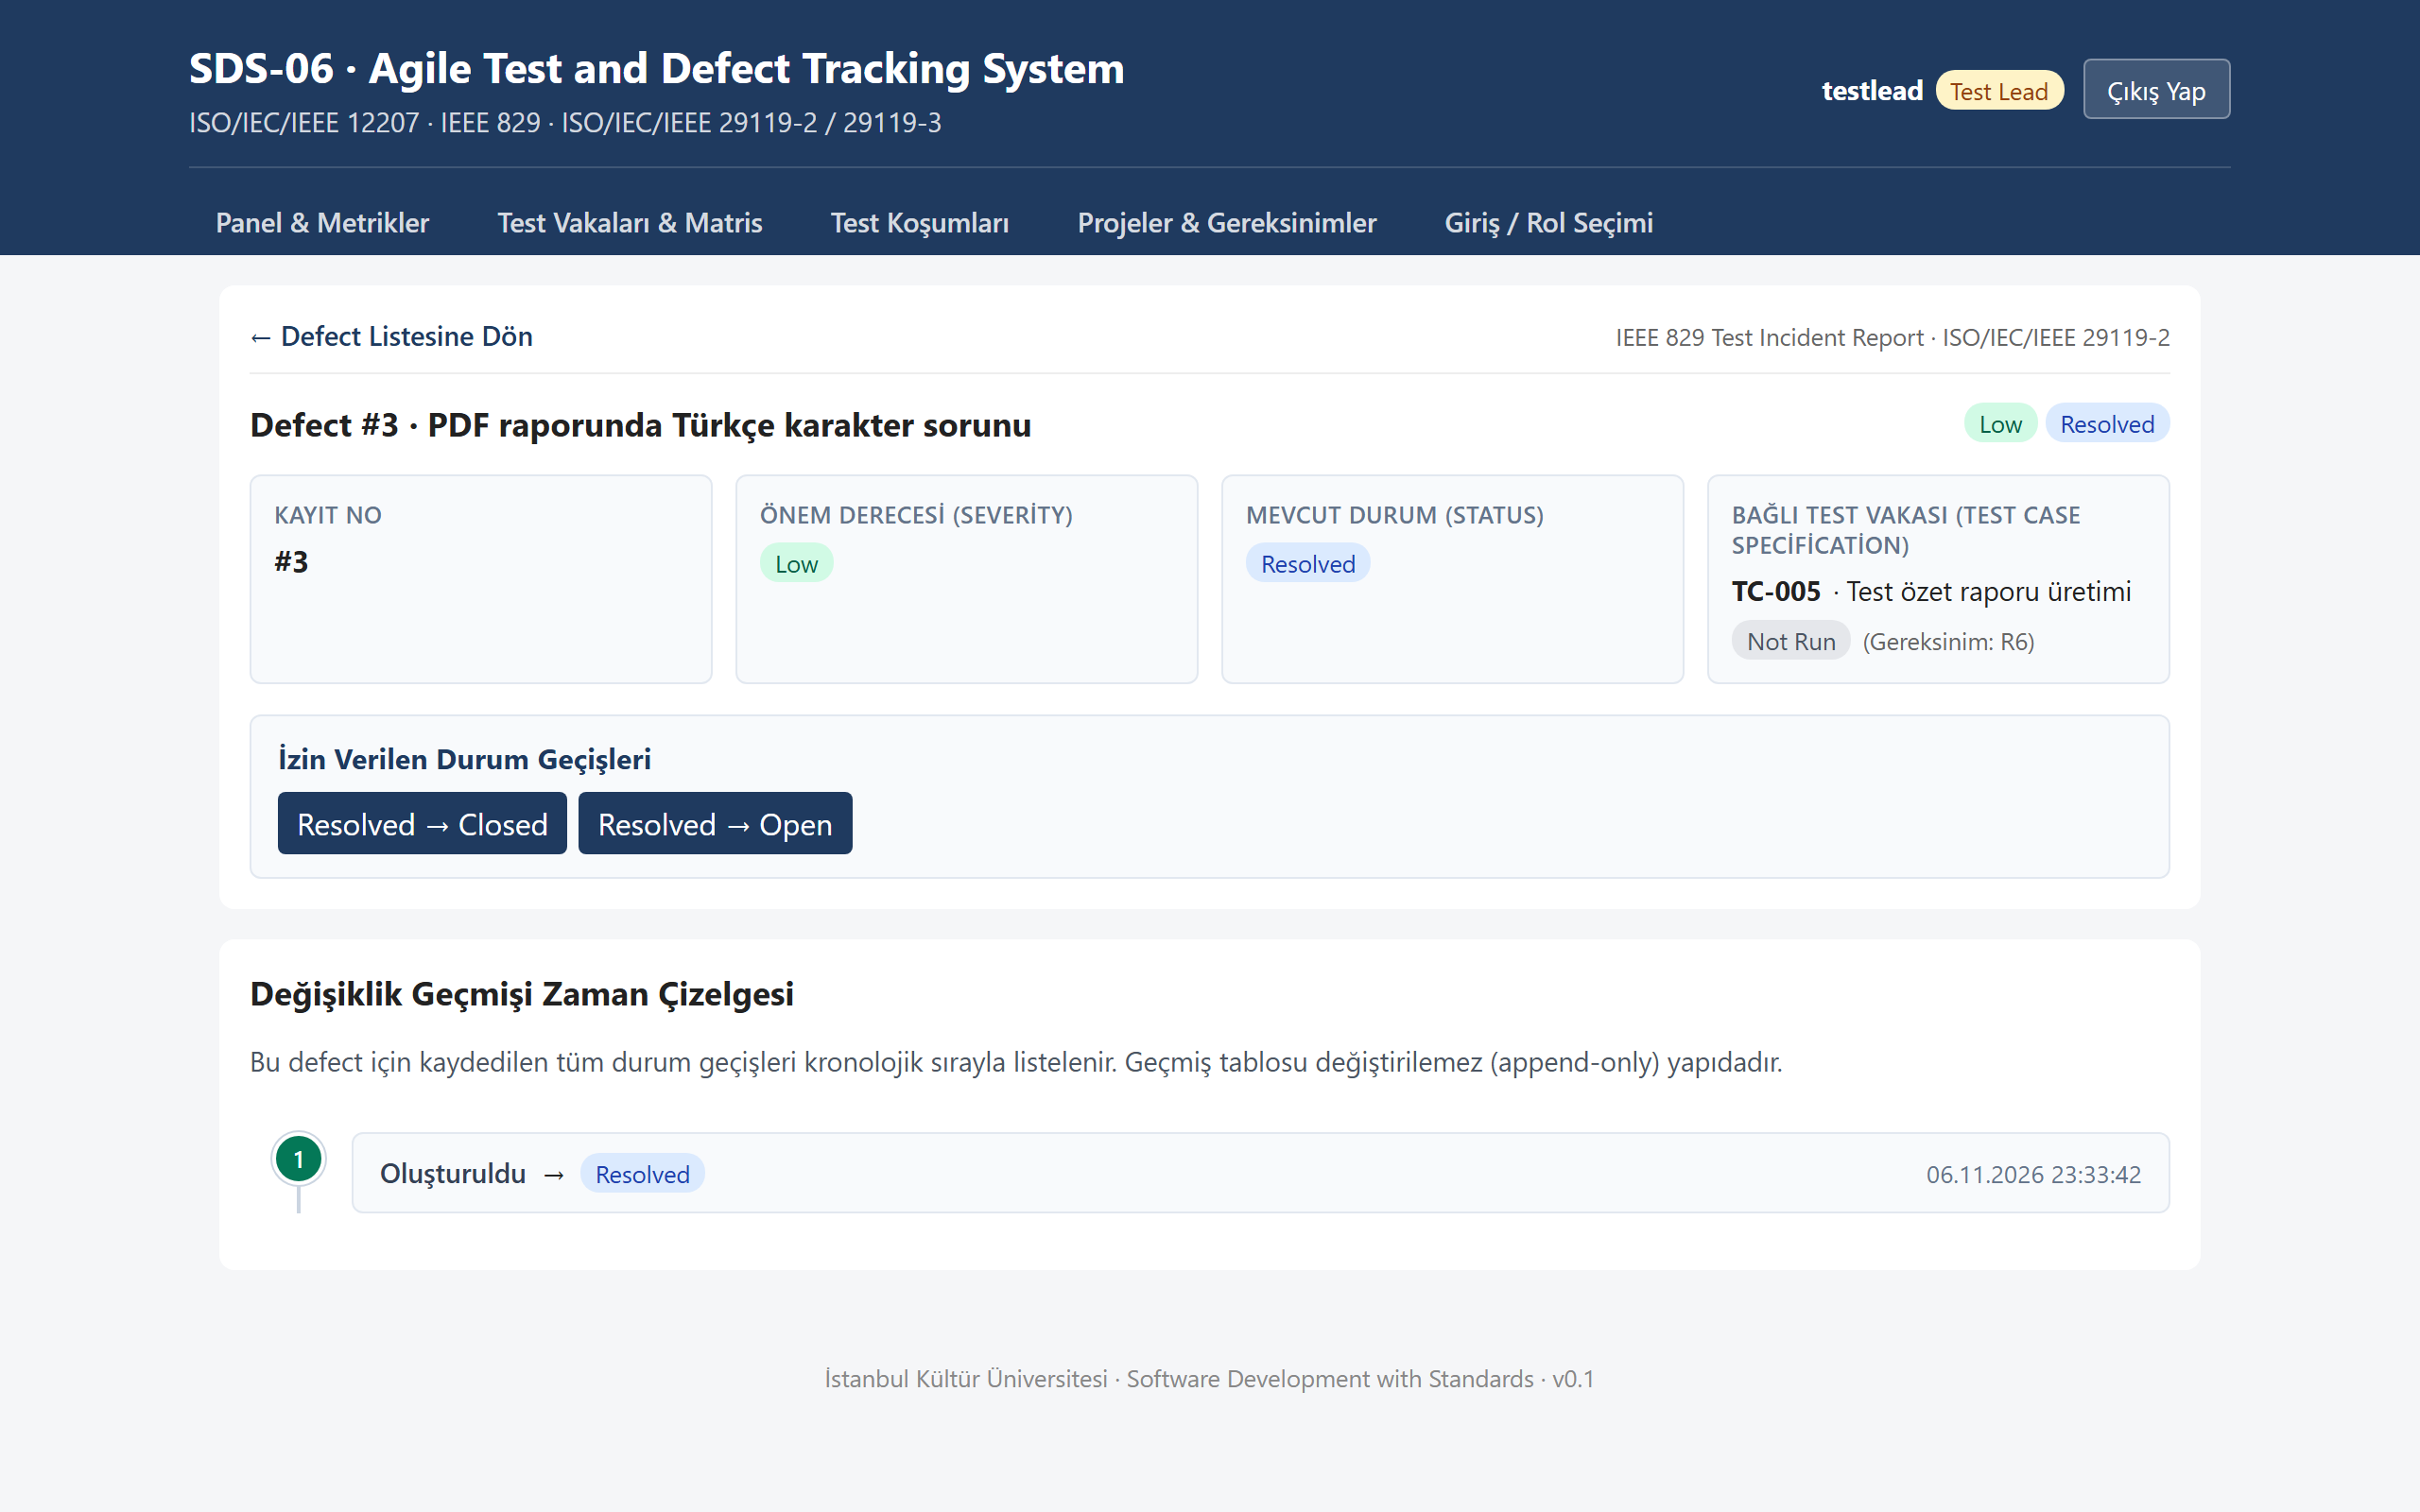 SDS-06 · Agile Test and Defect Tracking System
ISO/IEC/IEEE 12207 · IEEE 829 · ISO/IEC/IEEE 29119-2 / 29119-3
testlead Test Lead Çıkış Yap
Panel & Metrikler Test Vakaları & Matris Test Koşumları Projeler & Gereksinimler Giriş / Rol Seçimi
← Defect Listesine Dön
IEEE 829 Test Incident Report · ISO/IEC/IEEE 29119-2
Defect #3 · PDF raporunda Türkçe karakter sorunu
Low Resolved
KAYIT NO
#3
ÖNEM DERECESİ (SEVERİTY)
Low
MEVCUT DURUM (STATUS)
Resolved
BAĞLI TEST VAKASI (TEST CASE
SPECİFİCATİON)
TC-005 · Test özet raporu üretimi
Not Run (Gereksinim: R6)
İzin Verilen Durum Geçişleri
Resolved → Closed Resolved → Open
Değişiklik Geçmişi Zaman Çizelgesi
Bu defect için kaydedilen tüm durum geçişleri kronolojik sırayla listelenir. Geçmiş tablosu değiştirilemez (append-only) yapıdadır.
1 Oluşturuldu → Resolved 06.11.2026 23:33:42
İstanbul Kültür Üniversitesi · Software Development with Standards · v0.1